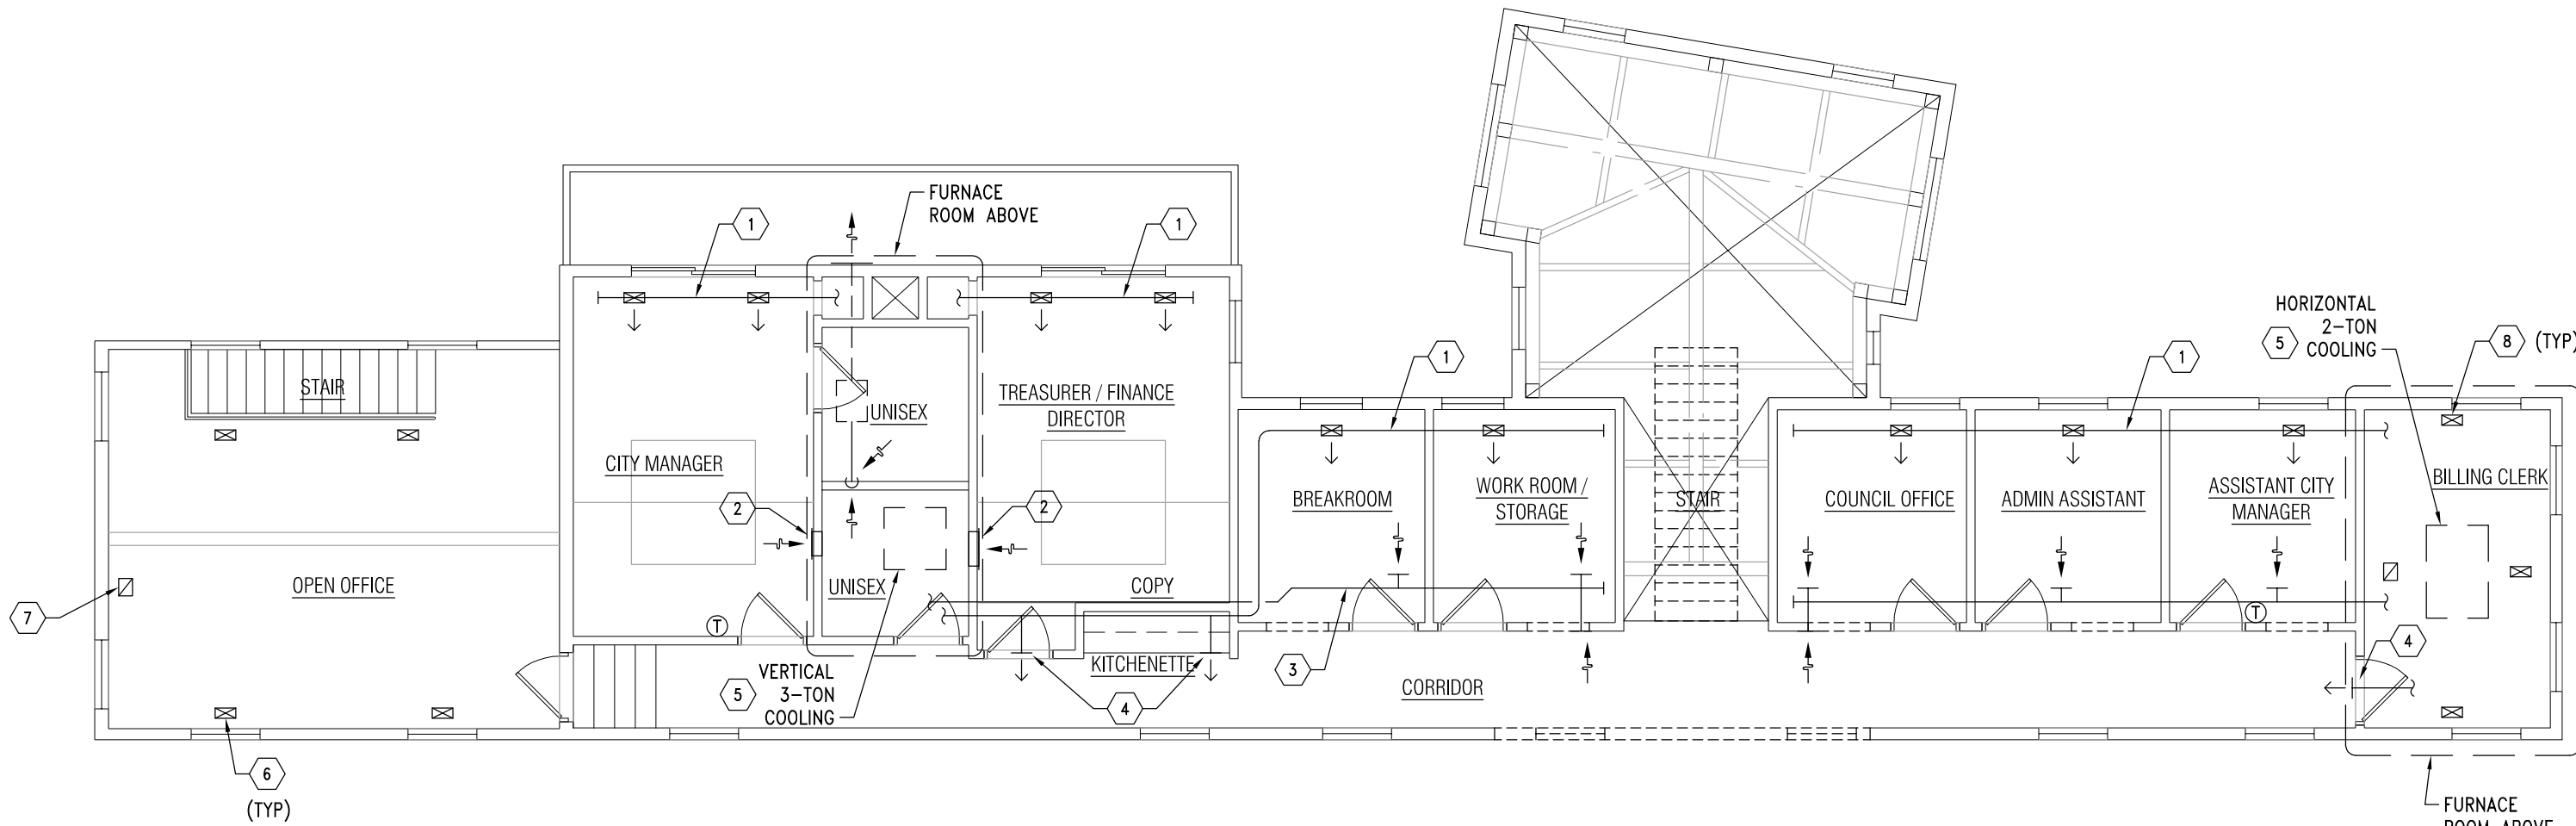 FURNACE
ROOM ABOVE
1
1
HORIZONTAL
2-TON
COOLING
5
8
(TYP)
1
1
STAIR
UNISEX
TREASURER / FINANCE
DIRECTOR
CITY MANAGER
2
2
BREAKROOM
WORK ROOM /
STORAGE
STAIR
COUNCIL OFFICE
ADMIN ASSISTANT
ASSISTANT CITY
MANAGER
BILLING CLERK
OPEN OFFICE
7
UNISEX
COPY
T
T
KITCHENETTE
3
4
4
CORRIDOR
VERTICAL
3-TON
COOLING
5
6
(TYP)
FURNACE
ROOM ABOVE